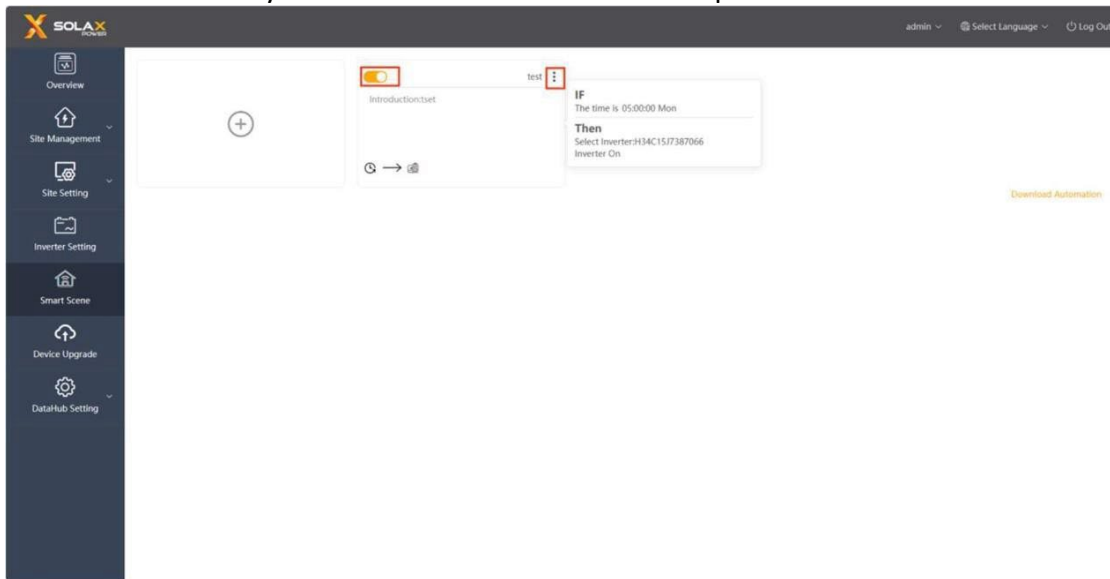 SOLAX
POWER
admin
Select Language
Log Out
Overview
Site Management
Site Setting
Inverter Setting
Smart Scene
Device Upgrade
DataHub Setting
test
Introduction:tset
IF
The time is 05:00:00 Mon
Then
Select Inverter:H34C15J7387066
Inverter On
Download Automation